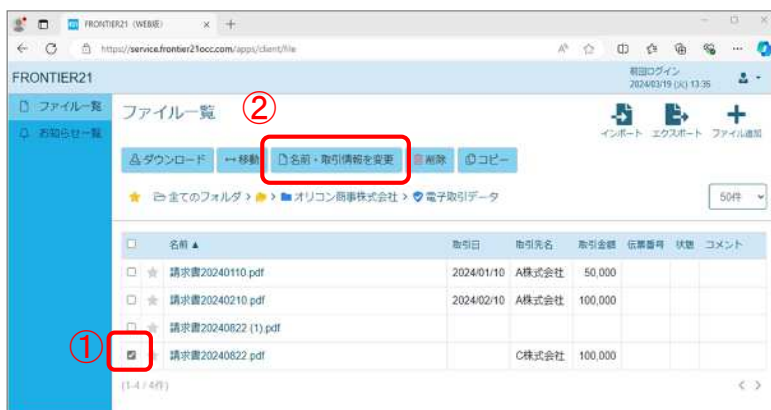 FRONTIER21 (WEB版)
https://service.frontier21occ.com/apps/client/file
FRONTIER21
前回ログイン
2024/03/19 (火) 13:35
ファイル一覧
お知らせ一覧
ファイル一覧
②
インポート エクスポート ファイル追加
ダウンロード 移動 名前・取引情報を変更 削除 コピー
全てのフォルダ > > オリコン商事株式会社 > 電子取引データ
50件
名前 ▲ 取引日 取引先名 取引金額 伝票番号 状態 コメント
請求書20240110.pdf 2024/01/10 A株式会社 50,000
請求書20240210.pdf 2024/02/10 A株式会社 100,000
請求書20240822 (1).pdf
①
請求書20240822.pdf C株式会社 100,000
(1-4 / 4件)